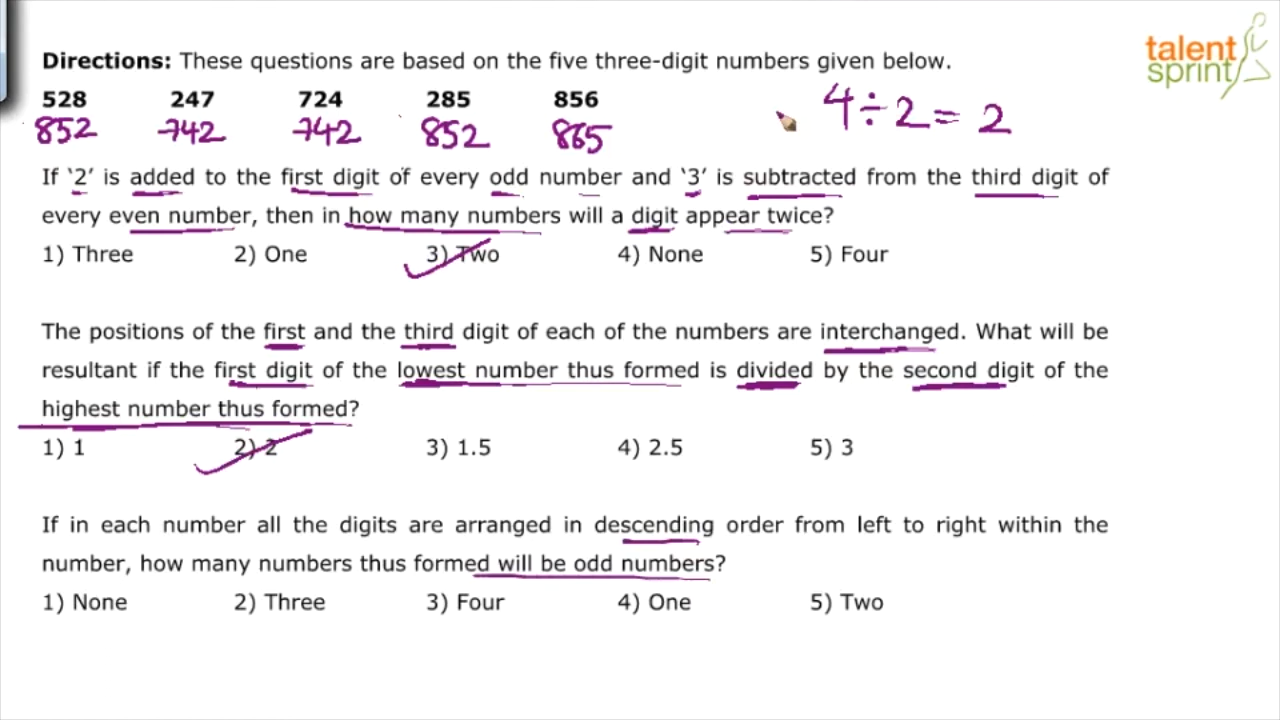 talent
sprint
Directions: These questions are based on the five three-digit numbers given below.
528 247 724 285 856
852 742 742 852 865
4÷2=2
If ‘2’ is added to the first digit of every odd number and ‘3’ is subtracted from the third digit of
every even number, then in how many numbers will a digit appear twice?
1) Three 2) One 3) Two 4) None 5) Four
The positions of the first and the third digit of each of the numbers are interchanged. What will be
resultant if the first digit of the lowest number thus formed is divided by the second digit of the
highest number thus formed?
1) 1 2) 2 3) 1.5 4) 2.5 5) 3
If in each number all the digits are arranged in descending order from left to right within the
number, how many numbers thus formed will be odd numbers?
1) None 2) Three 3) Four 4) One 5) Two